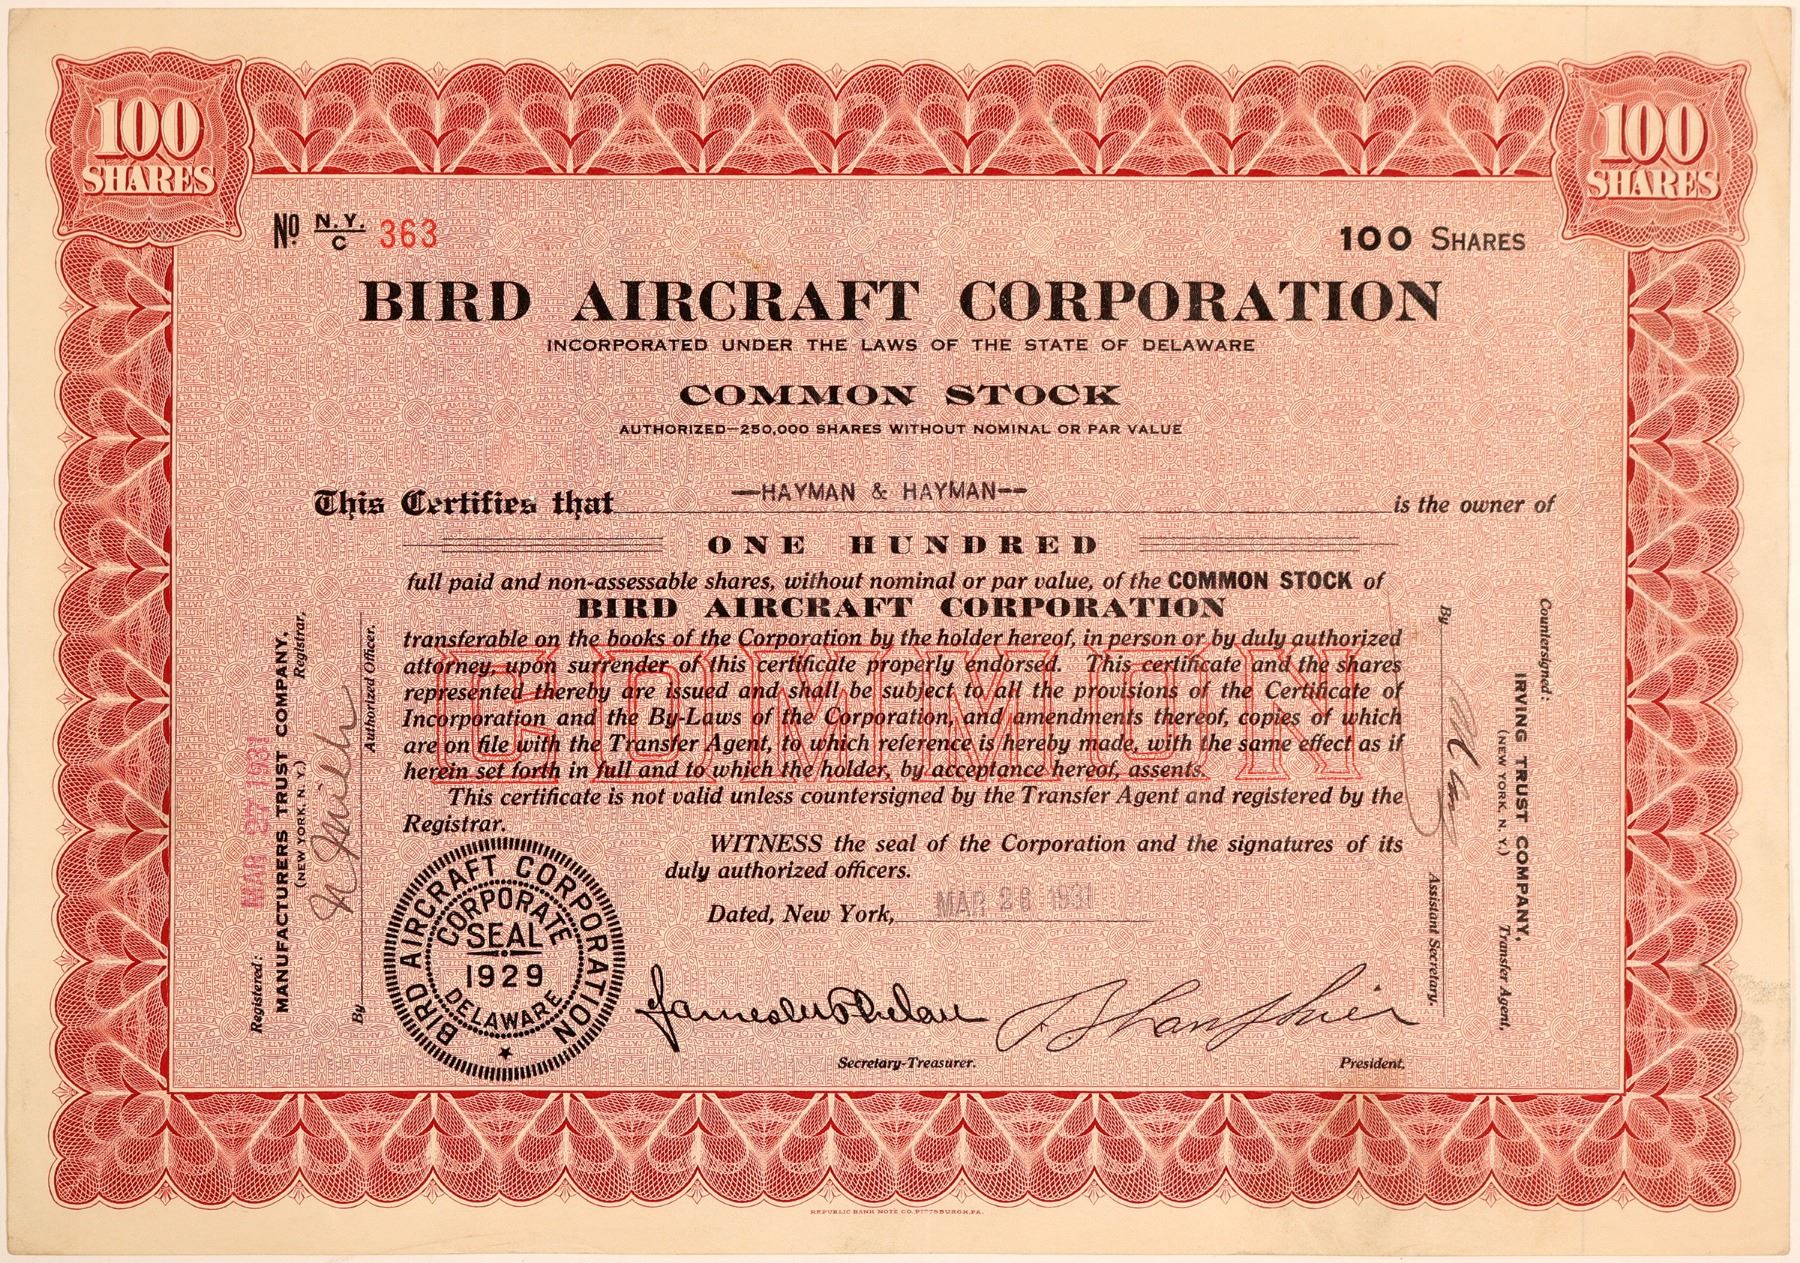 100 SHARES
100 SHARES
No. N.Y./C 363
100 SHARES
BIRD AIRCRAFT CORPORATION
INCORPORATED UNDER THE LAWS OF THE STATE OF DELAWARE
COMMON STOCK
AUTHORIZED—250,000 SHARES WITHOUT NOMINAL OR PAR VALUE
This Certifies that —HAYMAN & HAYMAN-- is the owner of
ONE HUNDRED
full paid and non-assessable shares, without nominal or par value, of the COMMON STOCK of
BIRD AIRCRAFT CORPORATION
transferable on the books of the Corporation by the holder hereof, in person or by duly authorized
attorney, upon surrender of this certificate properly endorsed. This certificate and the shares
represented thereby are issued and shall be subject to all the provisions of the Certificate of
Incorporation and the By-Laws of the Corporation, and amendments thereof, copies of which
are on file with the Transfer Agent, to which reference is hereby made, with the same effect as if
herein set forth in full and to which the holder, by acceptance hereof, assents.
This certificate is not valid unless countersigned by the Transfer Agent and registered by the
Registrar.
COMMON
WITNESS the seal of the Corporation and the signatures of its
duly authorized officers.
Dated, New York, MAR 26 1931
Secretary-Treasurer.
President.
BIRD AIRCRAFT CORPORATION
CORPORATE
SEAL
1929
DELAWARE
MAR 27 1931
Registered:
MANUFACTURERS TRUST COMPANY,
(NEW YORK, N. Y.) Registrar,
By
Authorized Officer.
Countersigned:
IRVING TRUST COMPANY,
(NEW YORK, N. Y.) Transfer Agent,
By
Assistant Secretary.
REPUBLIC BANK NOTE CO. PITTSBURGH, PA.